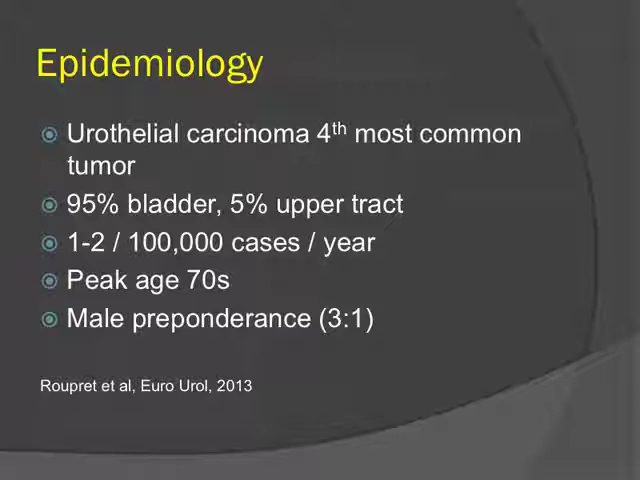 Epidemiology
Urothelial carcinoma 4th most common
tumor
95% bladder, 5% upper tract
1-2 / 100,000 cases / year
Peak age 70s
Male preponderance (3:1)
Roupret et al, Euro Urol, 2013